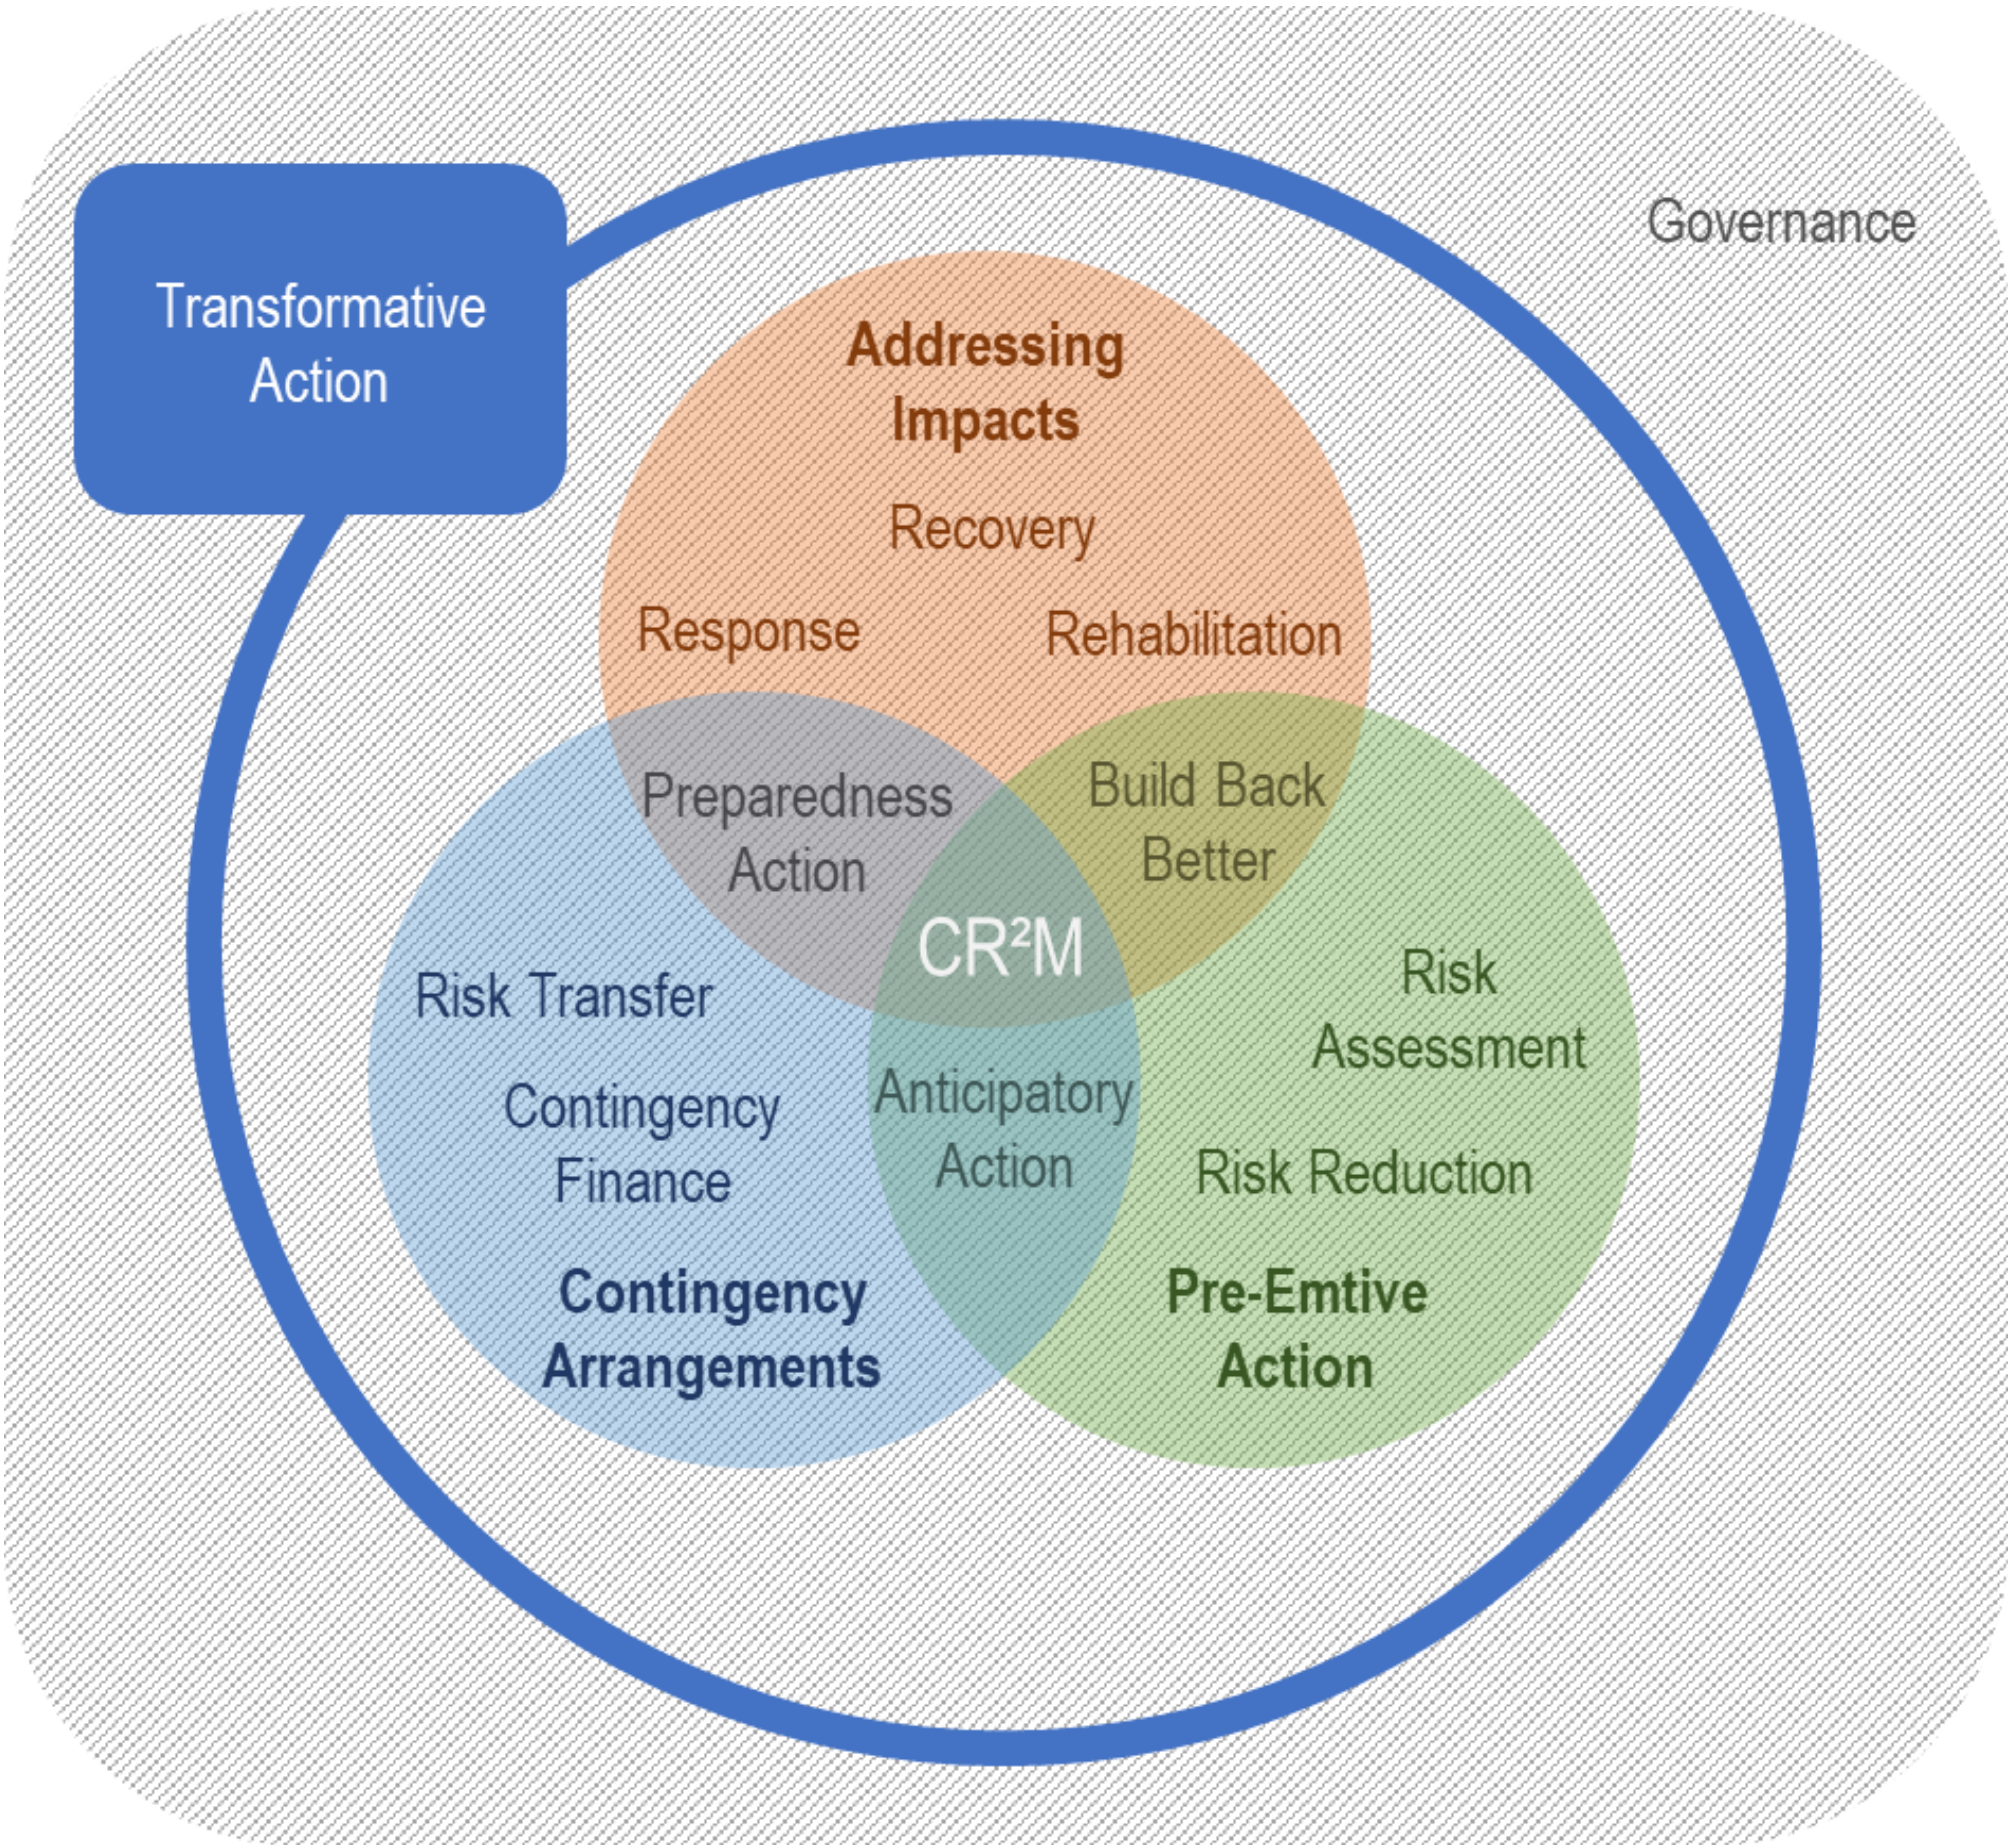 Governance
Transformative
Action
Addressing
Impacts
Recovery
Response
Rehabilitation
Preparedness
Action
Build Back
Better
CR²M
Risk Transfer
Contingency
Finance
Contingency
Arrangements
Anticipatory
Action
Risk
Assessment
Risk Reduction
Pre-Emtive
Action